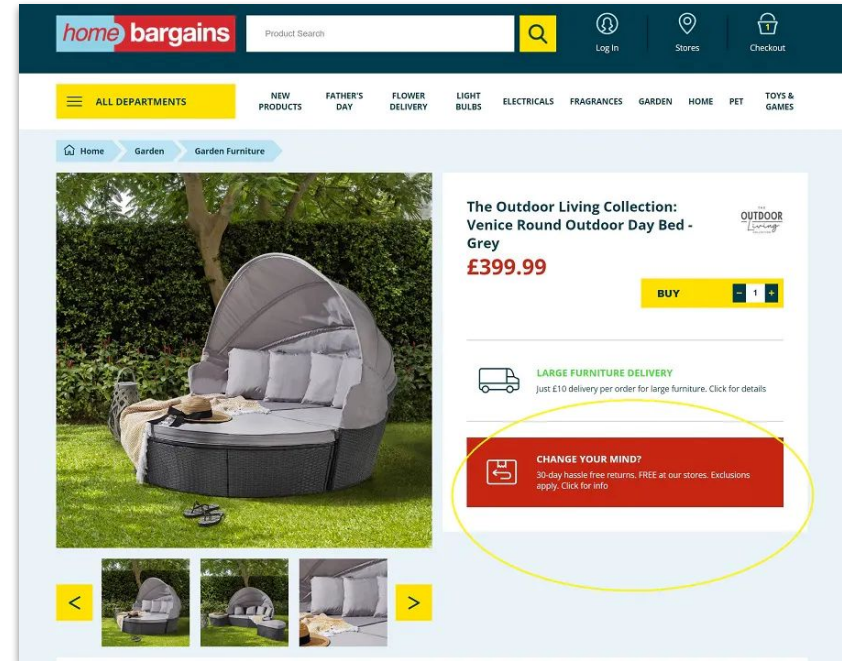 home bargains
Product Search
Log In
Stores
1
Checkout
ALL DEPARTMENTS
NEW PRODUCTS
FATHER'S DAY
FLOWER DELIVERY
LIGHT BULBS
ELECTRICALS
FRAGRANCES
GARDEN
HOME
PET
TOYS & GAMES
Home
Garden
Garden Furniture
The Outdoor Living Collection:
Venice Round Outdoor Day Bed -
Grey
THE
OUTDOOR
Living
£399.99
BUY
- 1 +
LARGE FURNITURE DELIVERY
Just £10 delivery per order for large furniture. Click for details
CHANGE YOUR MIND?
30-day hassle free returns. FREE at our stores. Exclusions
apply. Click for info
<
>